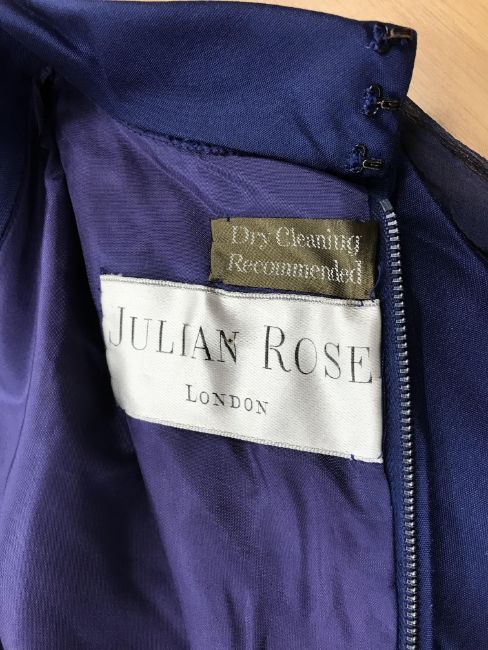 Dry Cleaning
Recommended
JULIAN ROSE
LONDON